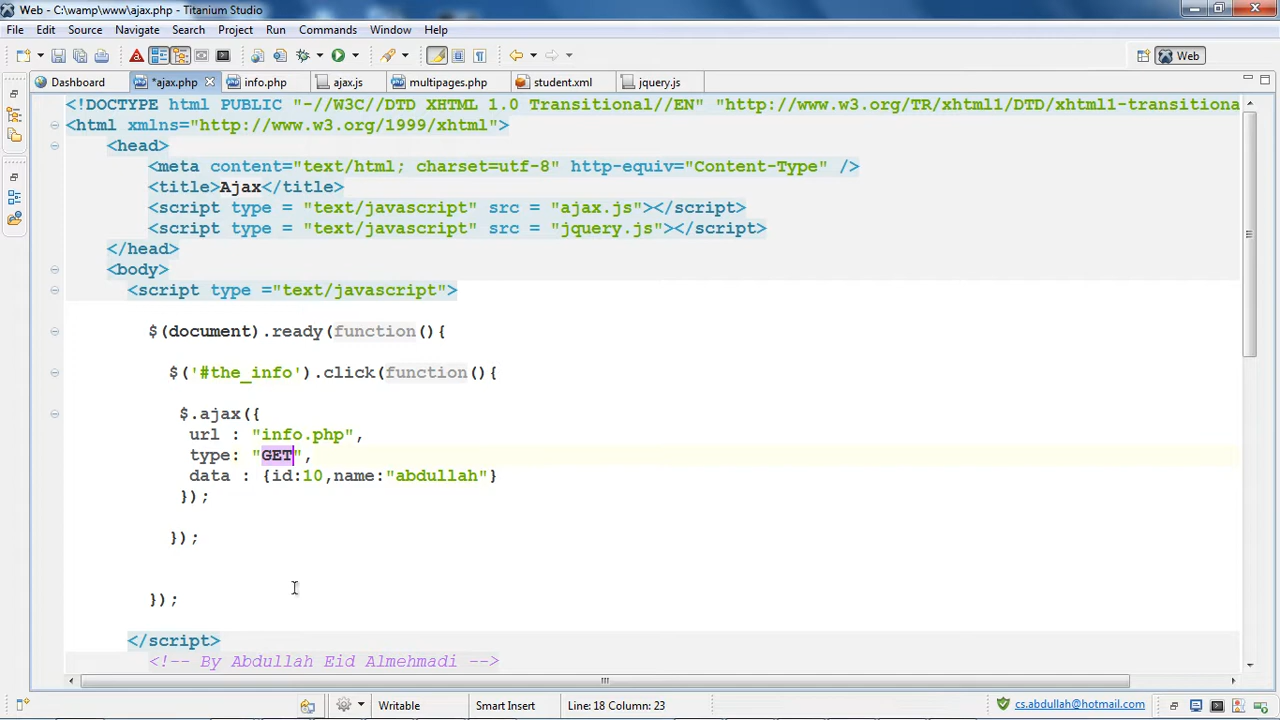 Web - C:\wamp\www\ajax.php - Titanium Studio
File Edit Source Navigate Search Project Run Commands Window Help
Web
Dashboard *ajax.php info.php ajax.js multipages.php student.xml jquery.js
<!DOCTYPE html PUBLIC "-//W3C//DTD XHTML 1.0 Transitional//EN" "http://www.w3.org/TR/xhtml1/DTD/xhtml1-transitiona
<html xmlns="http://www.w3.org/1999/xhtml">
<head>
<meta content="text/html; charset=utf-8" http-equiv="Content-Type" />
<title>Ajax</title>
<script type = "text/javascript" src = "ajax.js"></script>
<script type = "text/javascript" src = "jquery.js"></script>
</head>
<body>
<script type ="text/javascript">
$(document).ready(function(){
$('#the_info').click(function(){
$.ajax({
url : "info.php",
type: "GET",
data : {id:10,name:"abdullah"}
});
});
});
</script>
<!-- By Abdullah Eid Almehmadi -->
Writable Smart Insert Line: 18 Column: 23 cs.abdullah@hotmail.com